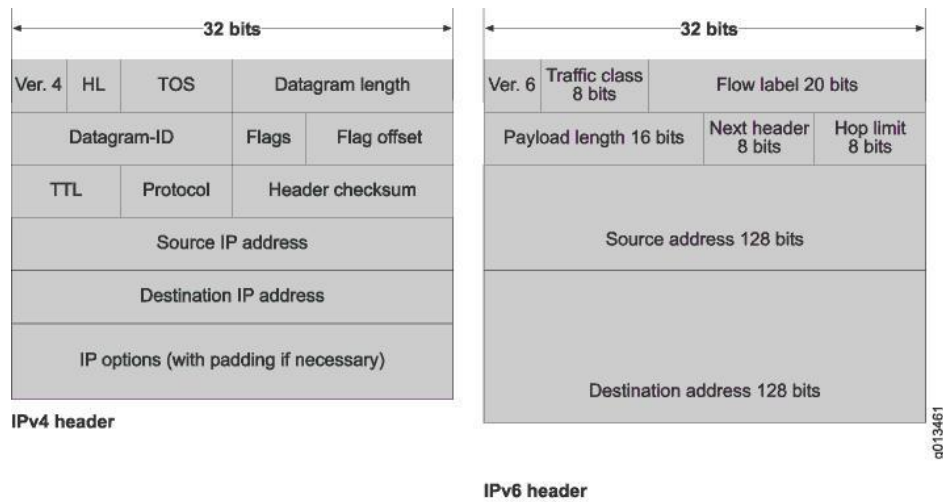 32 bits
Ver. 4 HL TOS Datagram length
Datagram-ID Flags Flag offset
TTL Protocol Header checksum
Source IP address
Destination IP address
IP options (with padding if necessary)
IPv4 header
32 bits
Ver. 6 Traffic class Flow label 20 bits
8 bits
Payload length 16 bits Next header Hop limit
8 bits 8 bits
Source address 128 bits
Destination address 128 bits
g013461
IPv6 header